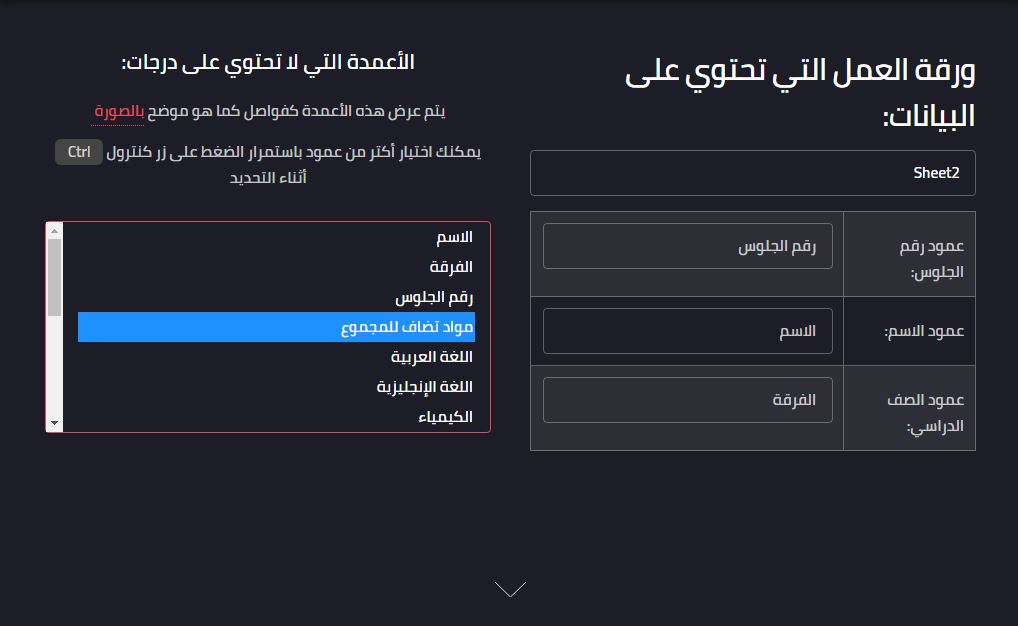 ورقة العمل التي تحتوي على
البيانات:
Sheet2
عمود رقم
الجلوس:
رقم الجلوس
عمود الاسم:
الاسم
عمود الصف
الدراسي:
الفرقة
الأعمدة التي لا تحتوي على درجات:
يتم عرض هذه الأعمدة كفواصل كما هو موضح بالصورة
يمكنك اختيار أكتر من عمود باستمرار الضغط على زر كنترول Ctrl
أثناء التحديد
الاسم
الفرقة
رقم الجلوس
مواد تضاف للمجموع
اللغة العربية
اللغة الإنجليزية
الكيمياء